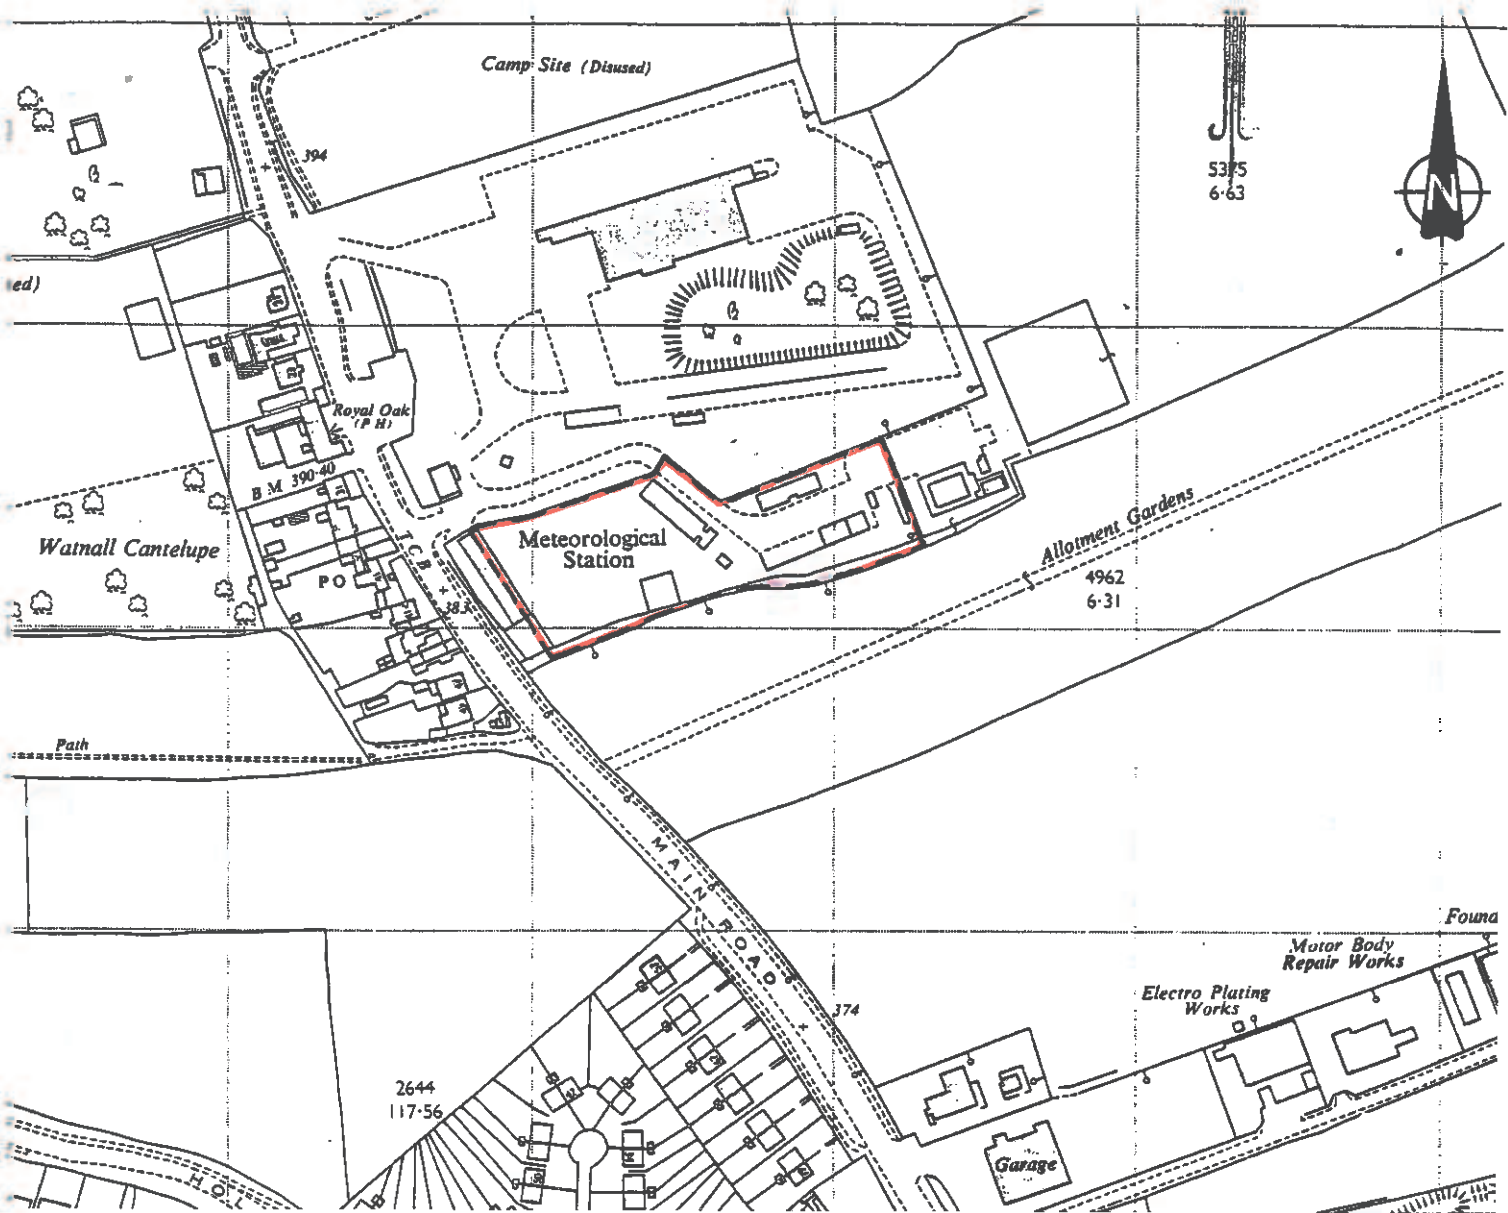 Camp Site (Disused)
394
5375
6·63
N
ed)
Royal Oak
(P H)
B M 390·40
Watnall Cantelupe
T C B
P O
383
Meteorological
Station
Allotment Gardens
4962
6·31
Path
MAIN ROAD
374
Founa
Motor Body
Repair Works
Electro Plating
Works
2644
117·56
Garage
HOL